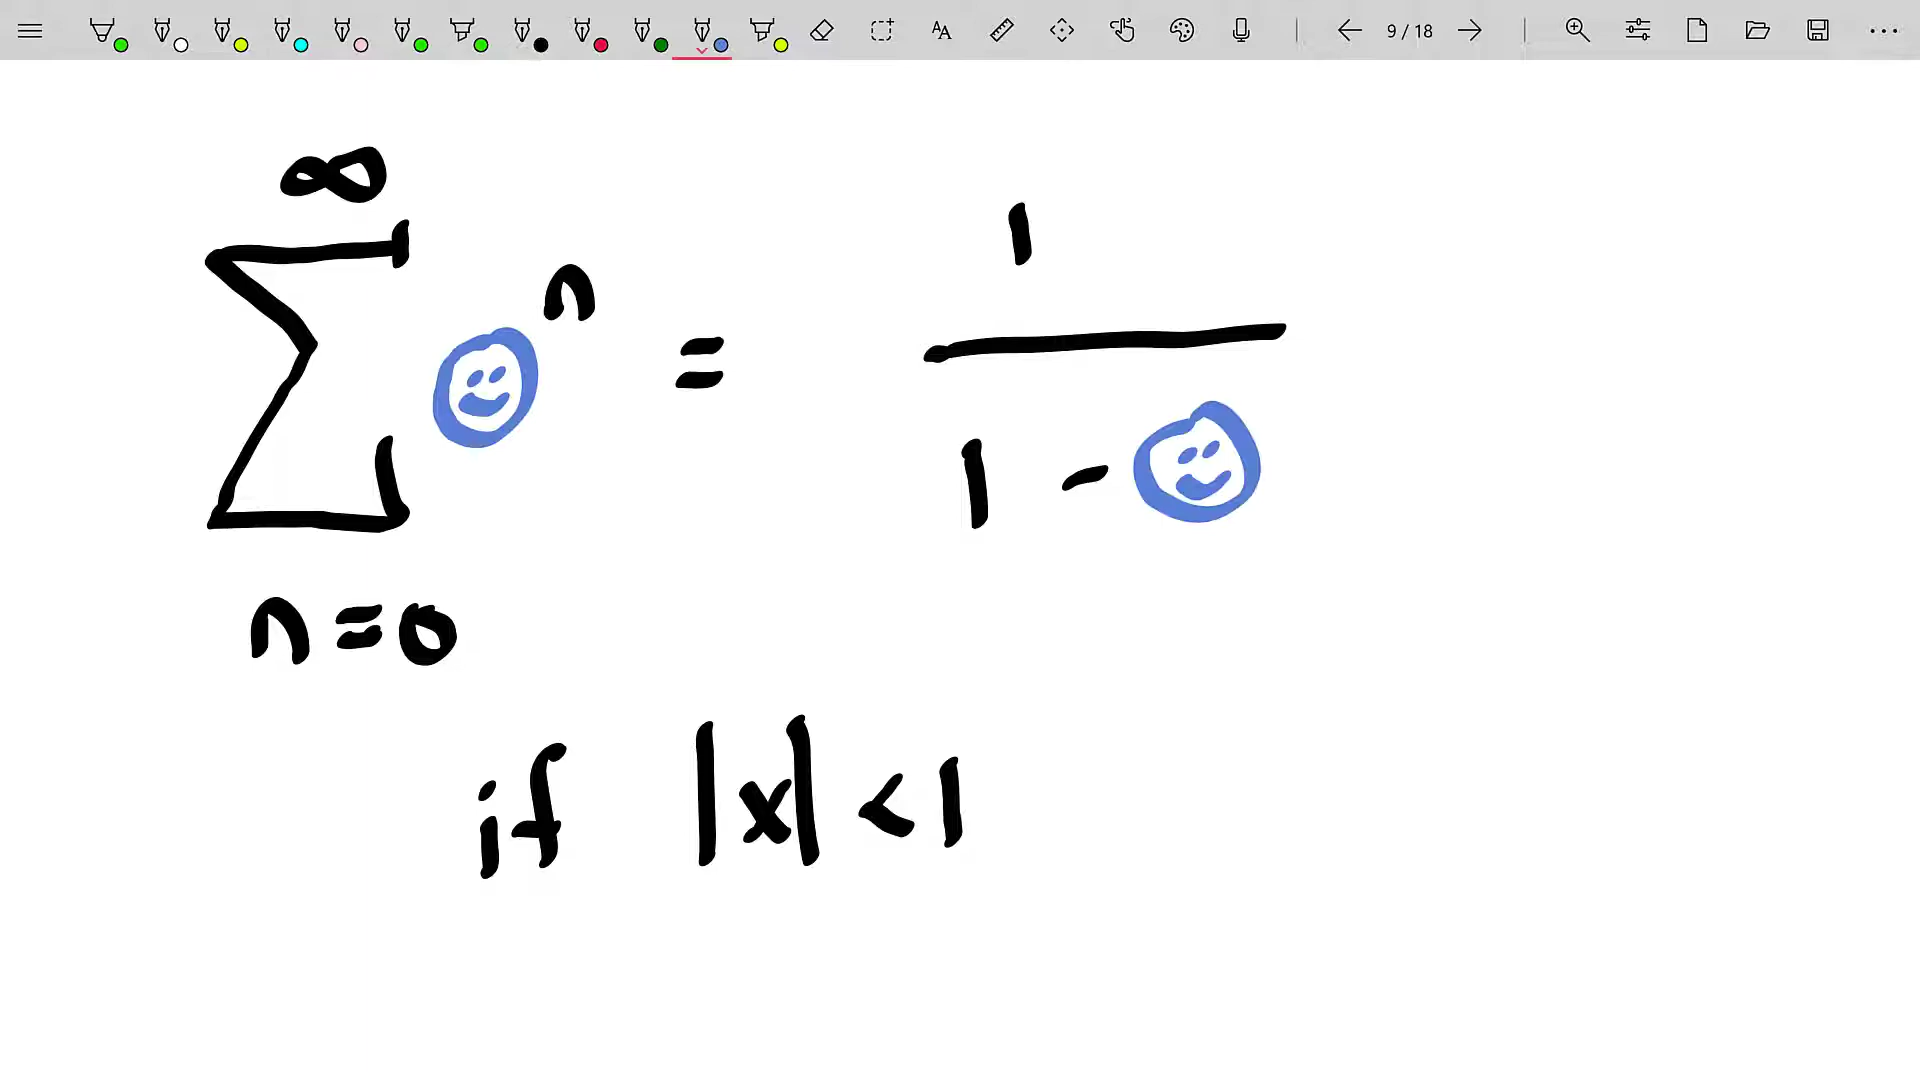 9 / 18
∞
∑ ☺ⁿ = 1 / (1 - ☺)
n=0
if |x| < 1